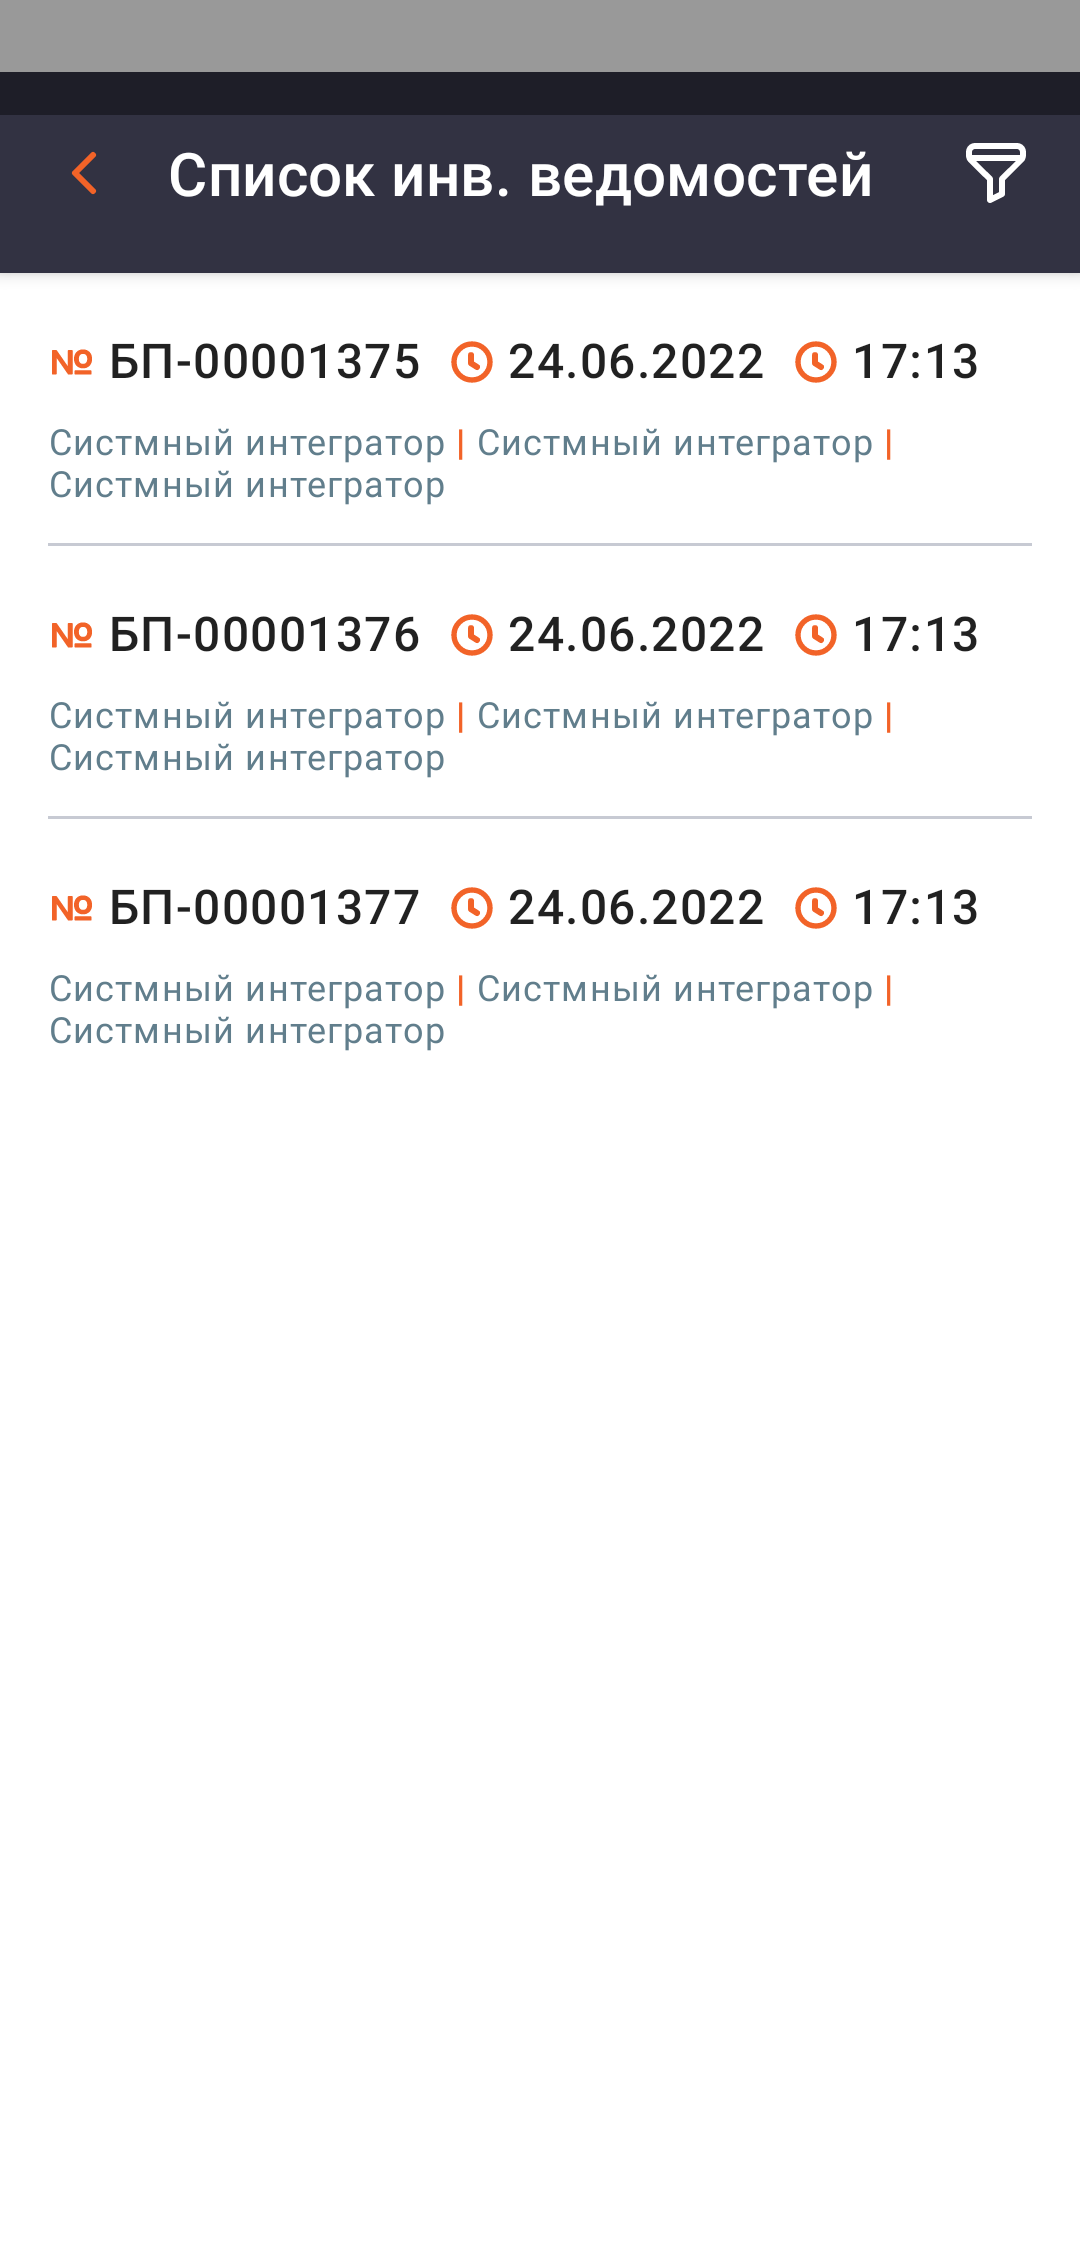 Список инв. ведомостей
№ БП-00001375 24.06.2022 17:13
Систмный интегратор | Систмный интегратор |
Систмный интегратор
№ БП-00001376 24.06.2022 17:13
Систмный интегратор | Систмный интегратор |
Систмный интегратор
№ БП-00001377 24.06.2022 17:13
Систмный интегратор | Систмный интегратор |
Систмный интегратор